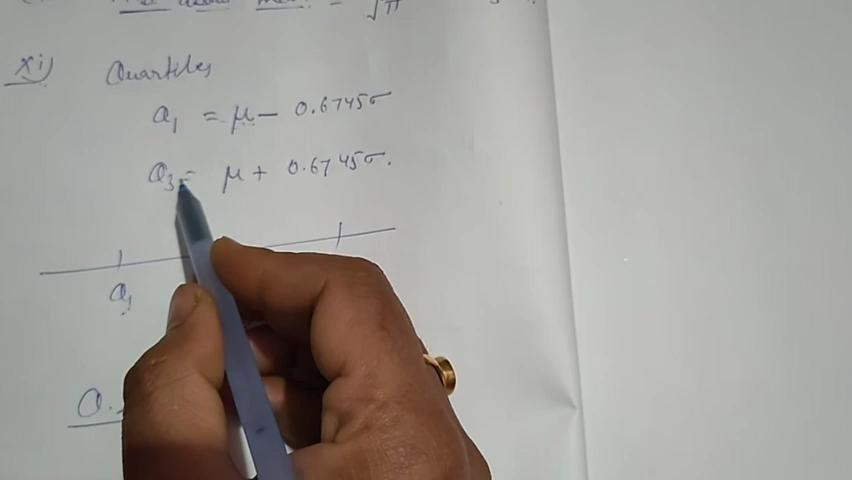 √π
xi) Quartiles
Q₁ = μ - 0.6745σ
Q₃ = μ + 0.6745σ.
Q₁
Q.